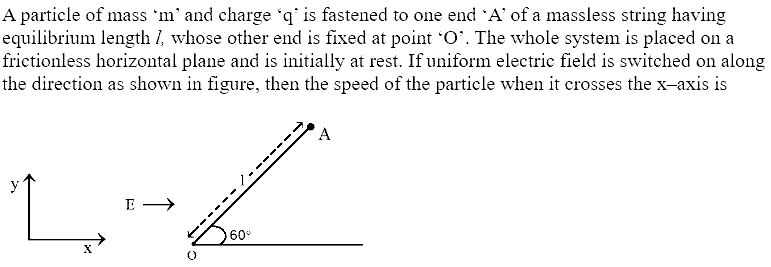 A particle of mass ‘m’ and charge ‘q’ is fastened to one end ‘A’ of a massless string having
equilibrium length l, whose other end is fixed at point ‘O’. The whole system is placed on a
frictionless horizontal plane and is initially at rest. If uniform electric field is switched on along
the direction as shown in figure, then the speed of the particle when it crosses the x–axis is
A
l
y
E
60°
x
O